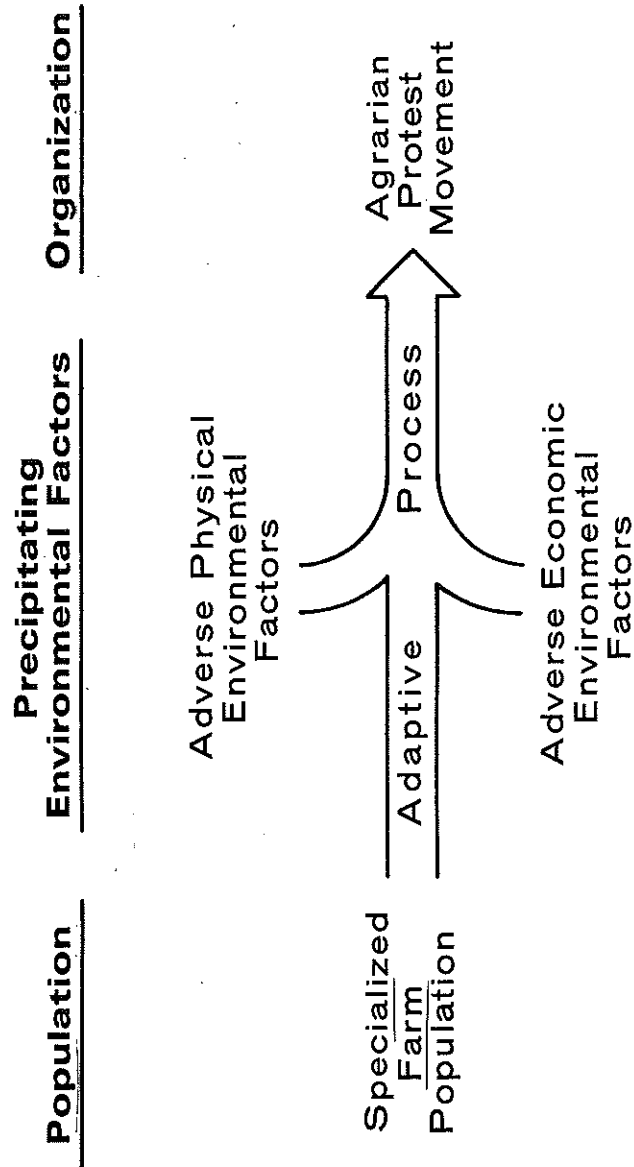 Population
Precipitating
Environmental Factors
Organization
Specialized
Farm
Population
Adverse Physical
Environmental
Factors
Adaptive Process
Adverse Economic
Environmental
Factors
Agrarian
Protest
Movement